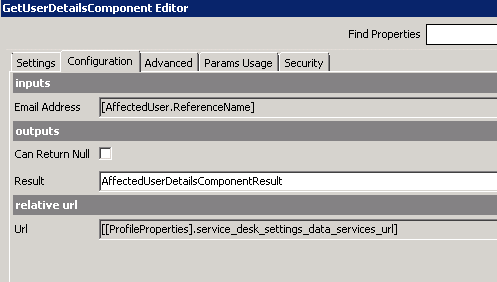 GetUserDetailsComponent Editor
Find Properties
Settings Configuration Advanced Params Usage Security
inputs
Email Address [AffectedUser.ReferenceName]
outputs
Can Return Null
Result AffectedUserDetailsComponentResult
relative url
Url [[ProfileProperties].service_desk_settings_data_services_url]